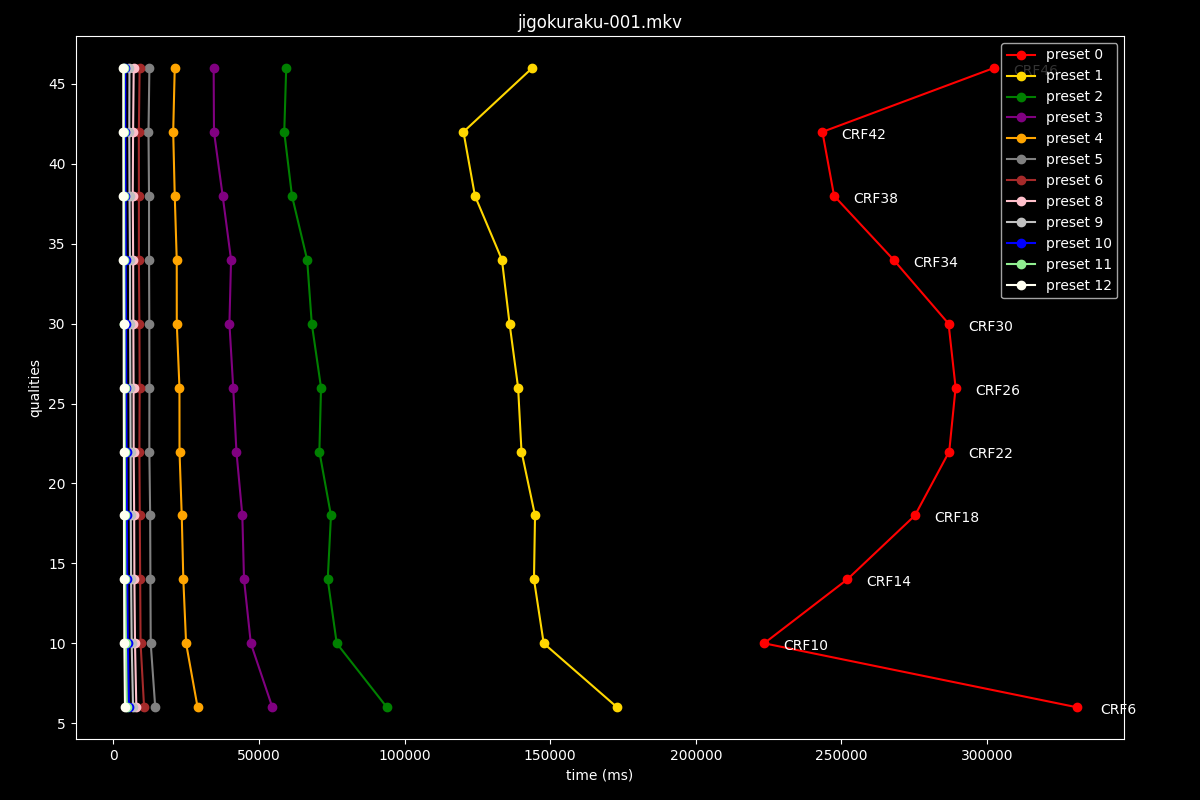 jigokuraku-001.mkv
qualities
45
40
35
30
25
20
15
10
5
0
50000
100000
150000
200000
250000
300000
time (ms)
CRF46
CRF42
CRF38
CRF34
CRF30
CRF26
CRF22
CRF18
CRF14
CRF10
CRF6
preset 0
preset 1
preset 2
preset 3
preset 4
preset 5
preset 6
preset 8
preset 9
preset 10
preset 11
preset 12